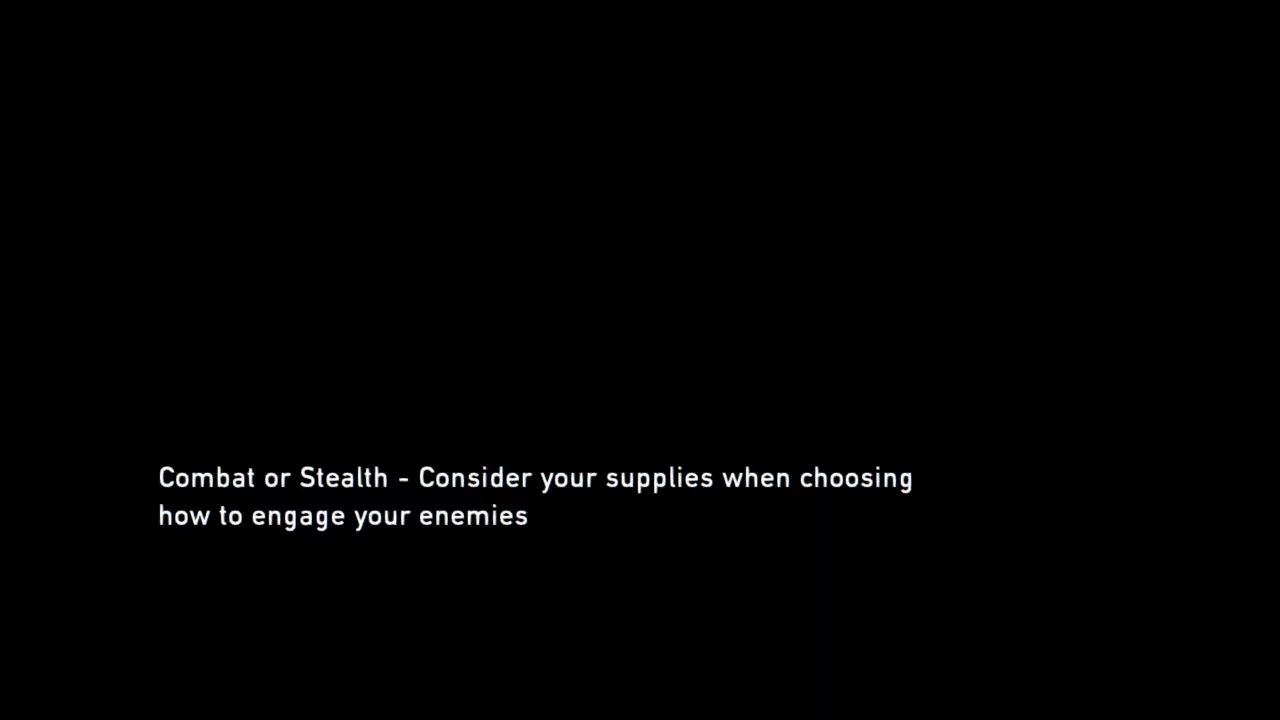 Combat or Stealth - Consider your supplies when choosing
how to engage your enemies